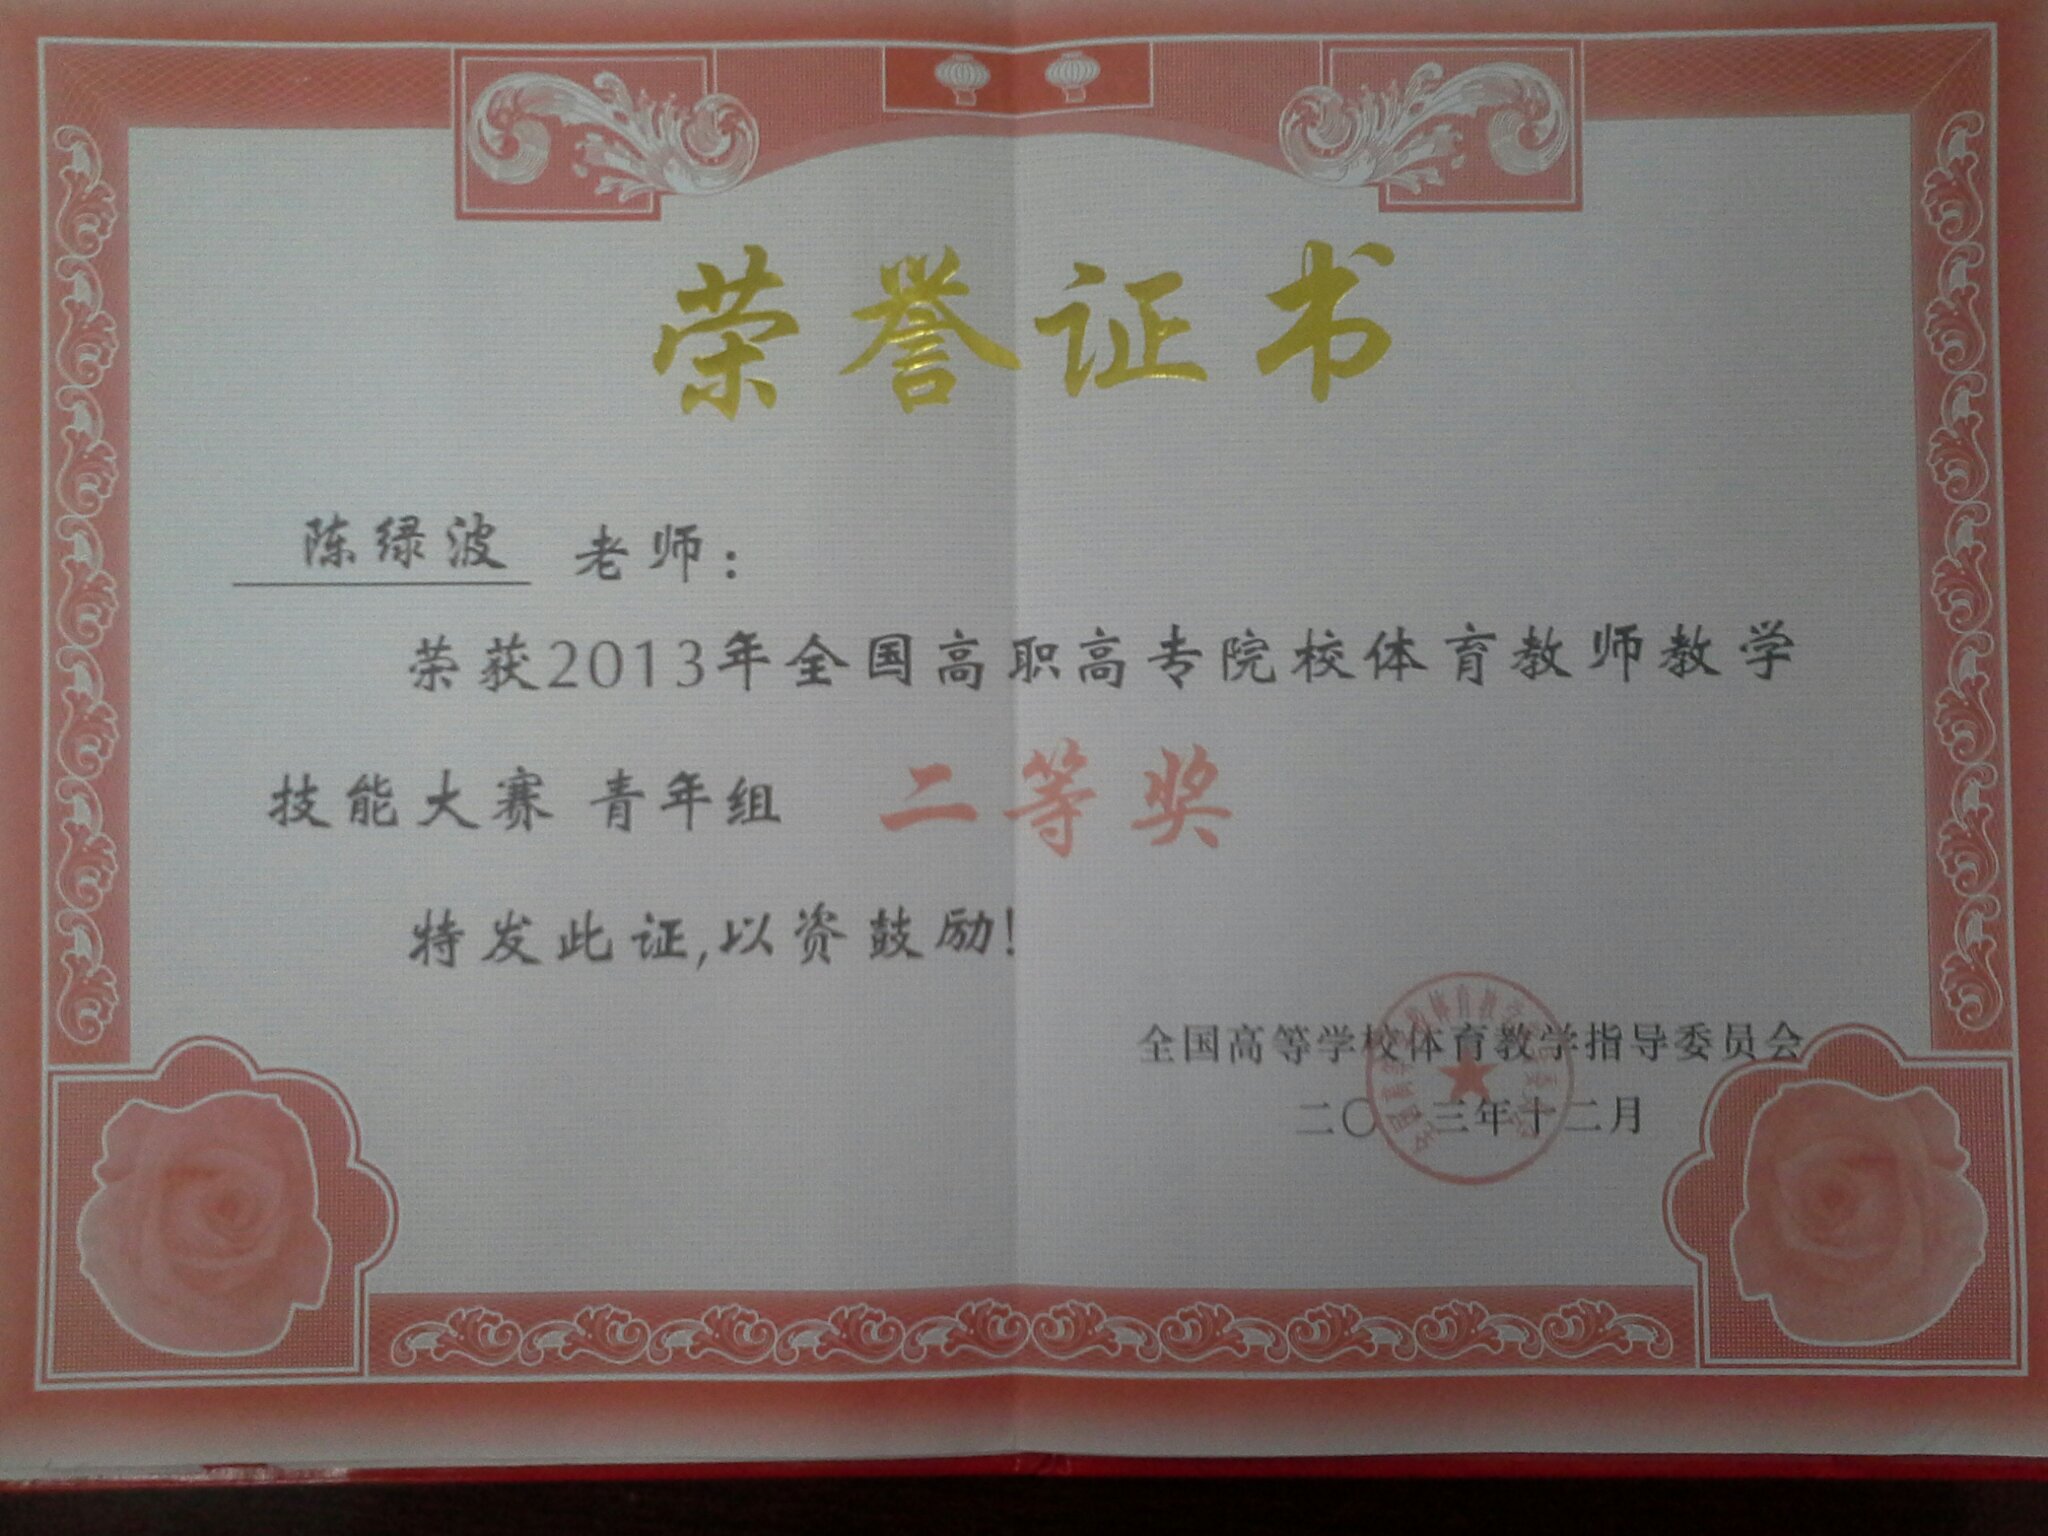 荣誉证书
陈绿波 老师：
荣获2013年全国高职高专院校体育教师教学
技能大赛 青年组 二等奖
特发此证,以资鼓励!
全国高等学校体育教学指导委员会
二〇 三年十二月